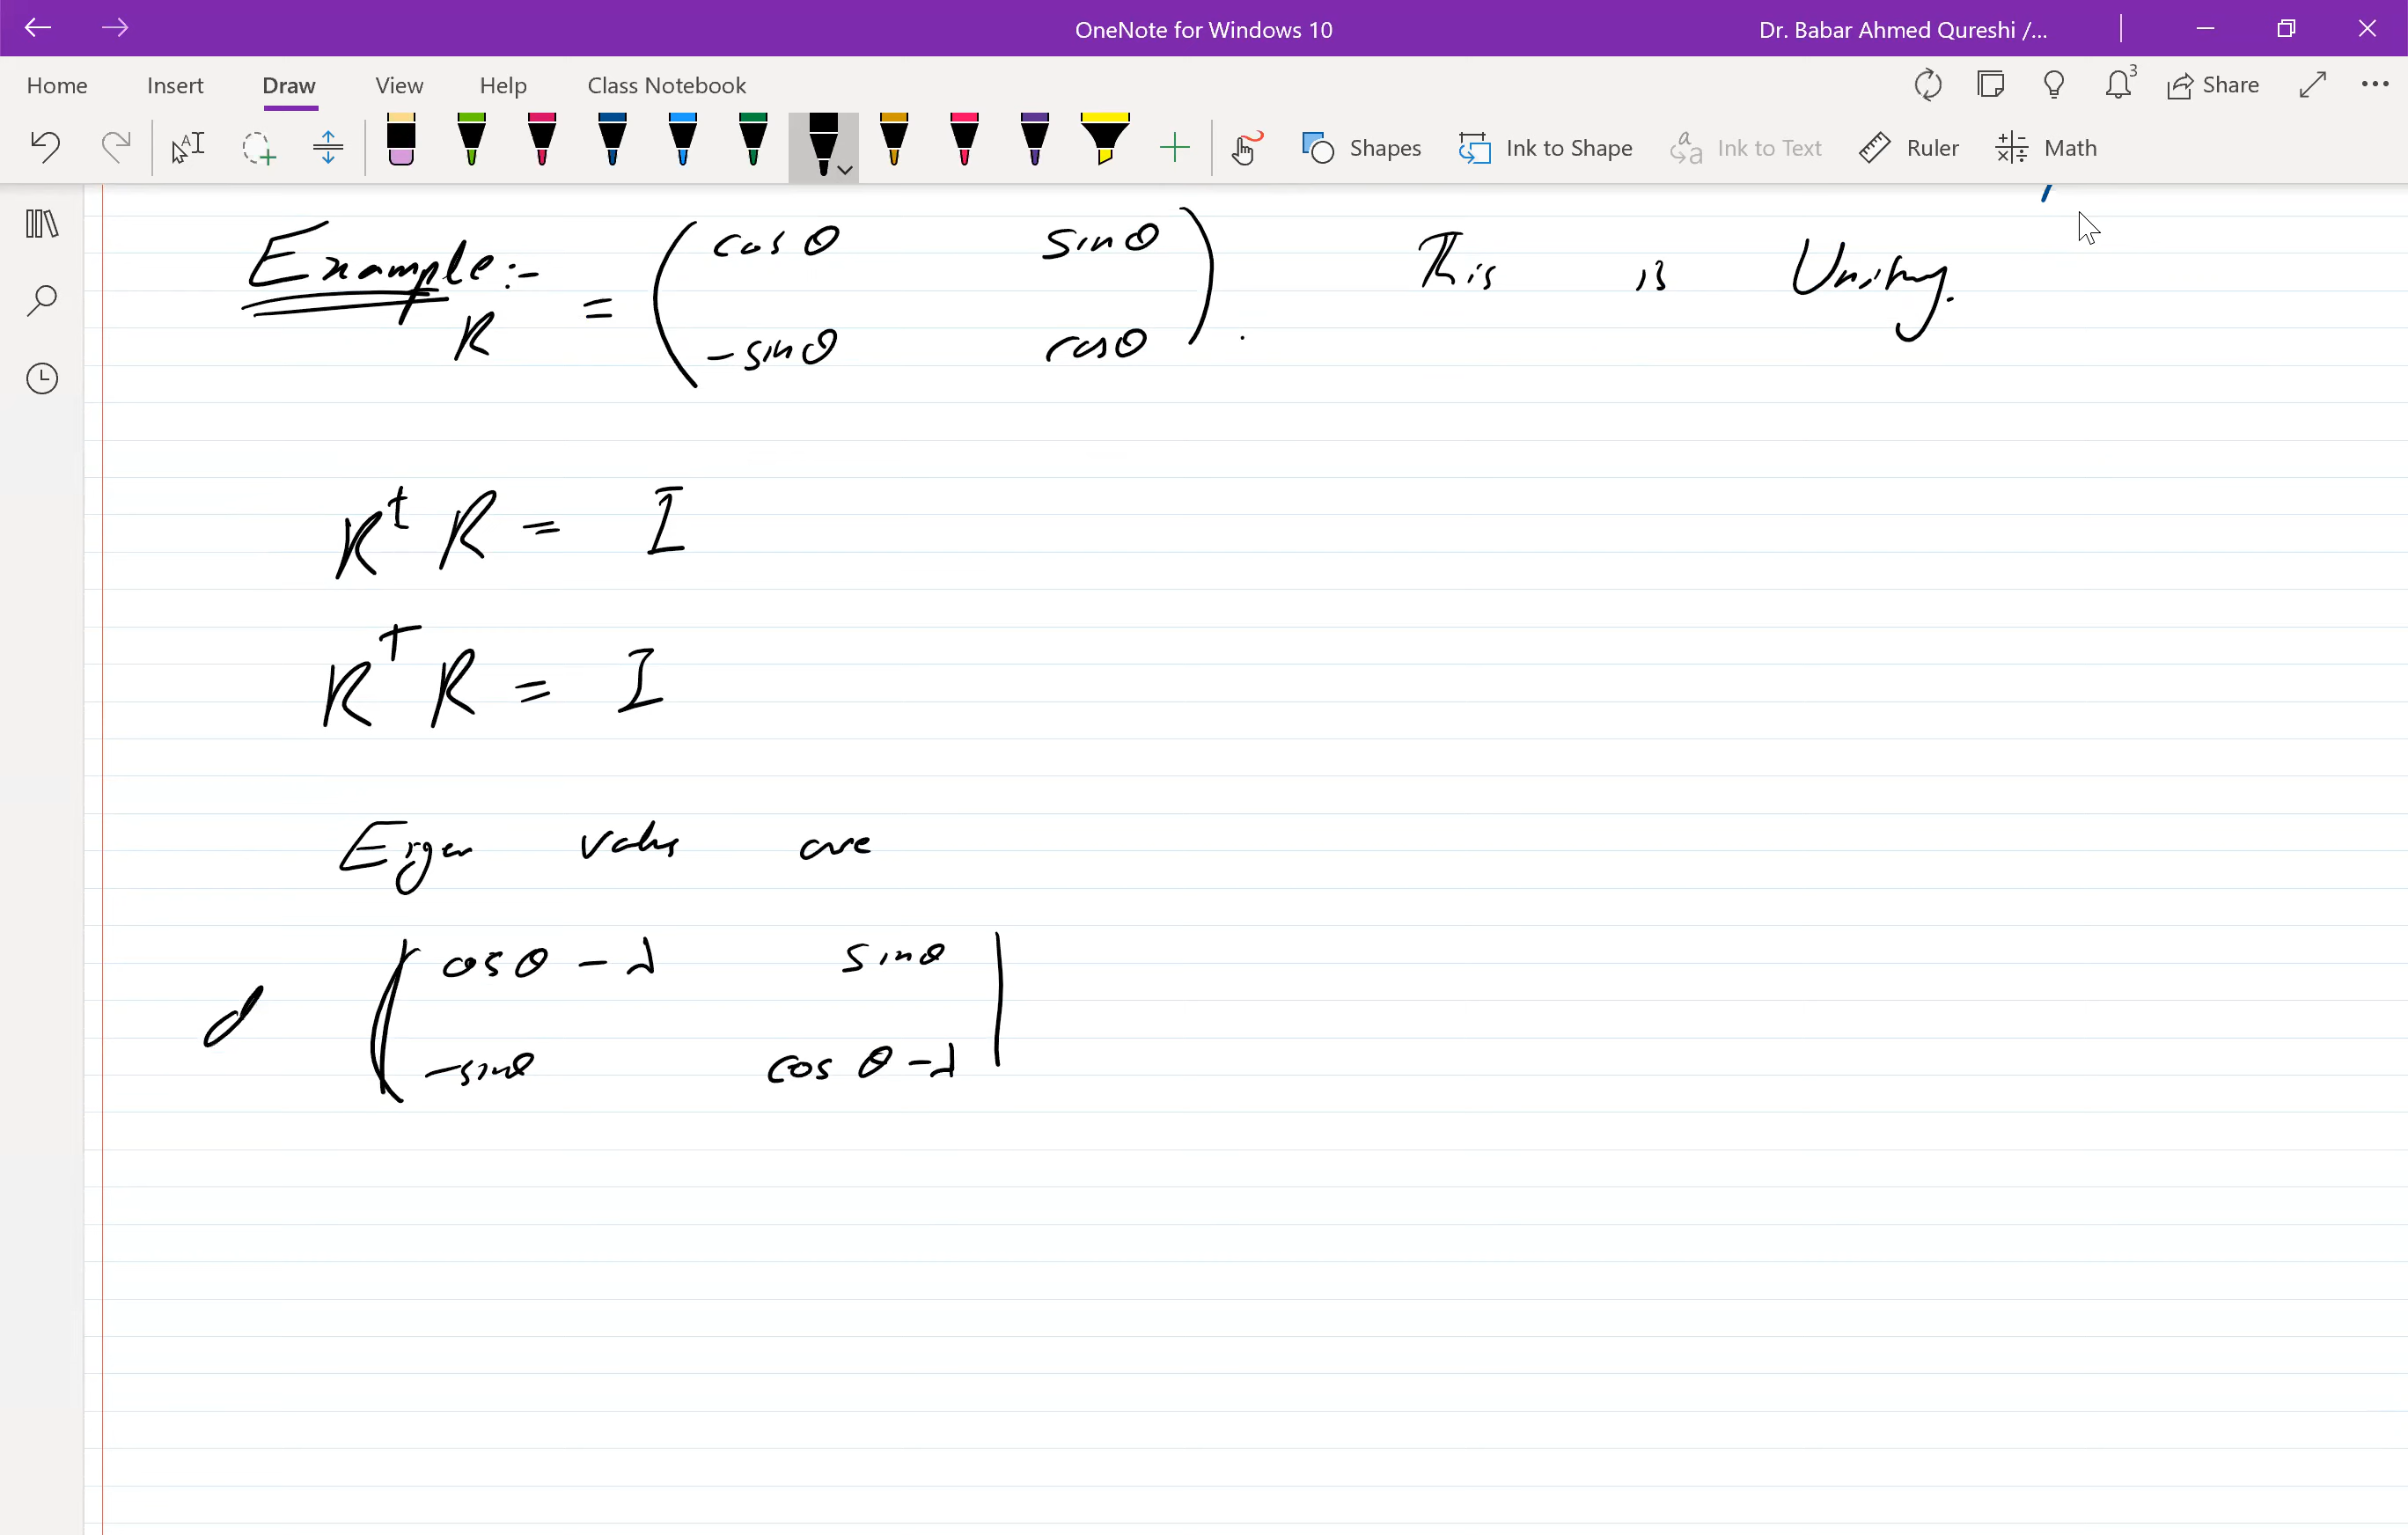 OneNote for Windows 10 Dr. Babar Ahmed Qureshi /...
Home Insert Draw View Help Class Notebook 3 Share
Shapes Ink to Shape Ink to Text Ruler Math
Example:- R = ( cos θ sin θ
-sin θ cos θ ) . This is Unitary.
R† R = I
R^T R = I
Eigen values are
d | cos θ - λ sin θ
-sin θ cos θ - λ |